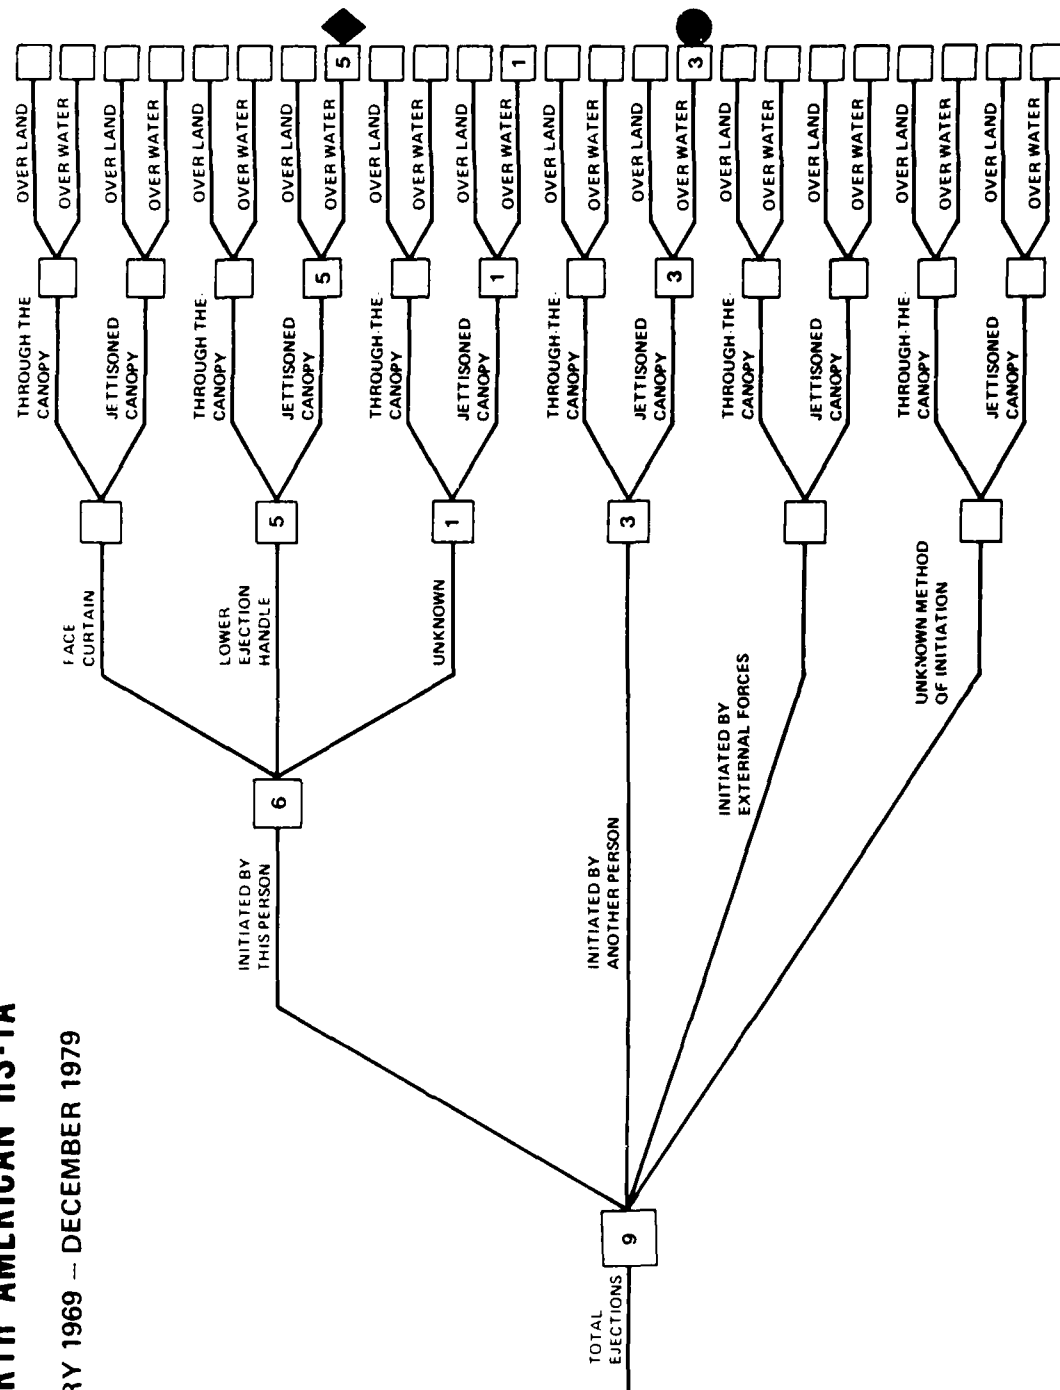 RTH AMERICAN HS-1A
RY 1969 – DECEMBER 1979
TOTAL
EJECTIONS
9
INITIATED BY
THIS PERSON
6
FACE
CURTAIN
THROUGH THE
CANOPY
OVER LAND
OVER WATER
JETTISONED
CANOPY
OVER LAND
OVER WATER
LOWER
EJECTION
HANDLE
5
THROUGH THE
CANOPY
OVER LAND
OVER WATER
JETTISONED
CANOPY
5
OVER LAND
OVER WATER
5
UNKNOWN
1
THROUGH-THE-
CANOPY
OVER LAND
OVER WATER
JETTISONED
CANOPY
1
OVER LAND
OVER WATER
1
INITIATED BY
ANOTHER PERSON
3
THROUGH-THE-
CANOPY
OVER LAND
OVER WATER
JETTISONED
CANOPY
3
OVER LAND
OVER WATER
3
INITIATED BY
EXTERNAL FORCES
THROUGH-THE-
CANOPY
OVER LAND
OVER WATER
JETTISONED
CANOPY
OVER LAND
OVER WATER
UNKNOWN METHOD
OF INITIATION
THROUGH-THE-
CANOPY
OVER LAND
OVER WATER
JETTISONED
CANOPY
OVER LAND
OVER WATER